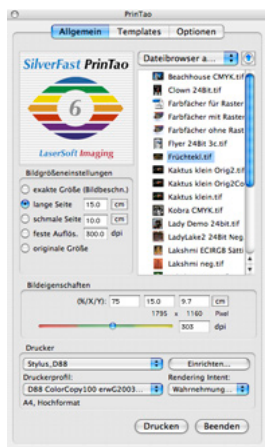 PrinTao
Allgemein Templates Optionen
SilverFast PrinTao
6
LaserSoft Imaging
Dateibrowser a...
Beachhouse CMYK.tif
Clown 24Bit.tif
Farbfächer für Raster
Farbfächer mit Raster
Farbfächer ohne Rast
Flyer 24Bit 3c.tif
Früchtekl.tif
Kaktus klein Orig2.tif
Kaktus klein Orig2Co
Kaktus klein.tif
Kobra CMYK.tif
Lady Demo 24bit.tif
LadyLake2 24Bit Neg
Lakshmi ECIRGB Sätti
Lakshmi neg.tif
Bildgrößeneinstellungen
exakte Größe (Bildbeschn.)
lange Seite 15.0 cm
schmale Seite 10.0 cm
feste Auflös. 300.0 dpi
originale Größe
Bildeigenschaften
(%/X/Y): 75 15.0 9.7 cm
1795 x 1160 Pixel
303 dpi
Drucker
Stylus_D88 Einrichten...
Druckerprofil: Rendering Intent:
D88 ColorCopy100 erwG2003... Wahrnehmung...
A4, Hochformat
Drucken Beenden